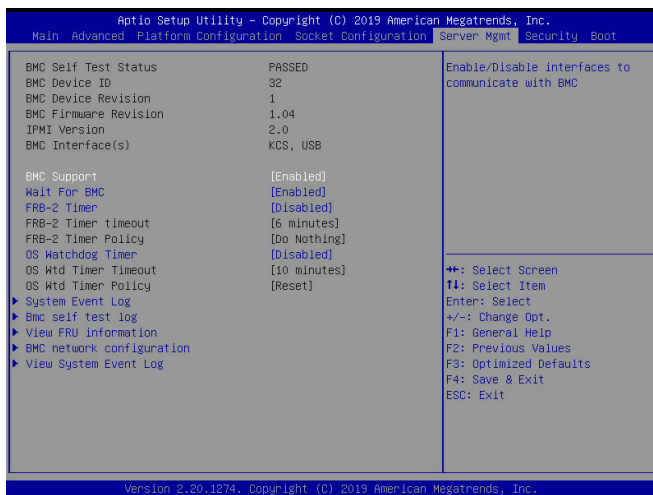 Aptio Setup Utility – Copyright (C) 2019 American Megatrends, Inc.
Main Advanced Platform Configuration Socket Configuration Server Mgmt Security Boot
BMC Self Test Status PASSED
BMC Device ID 32
BMC Device Revision 1
BMC Firmware Revision 1.04
IPMI Version 2.0
BMC Interface(s) KCS, USB
BMC Support [Enabled]
Wait For BMC [Enabled]
FRB-2 Timer [Disabled]
FRB-2 Timer timeout [6 minutes]
FRB-2 Timer Policy [Do Nothing]
OS Watchdog Timer [Disabled]
OS Wtd Timer Timeout [10 minutes]
OS Wtd Timer Policy [Reset]
System Event Log
Bmc self test log
View FRU information
BMC network configuration
View System Event Log
Enable/Disable interfaces to
communicate with BMC
→←: Select Screen
↑↓: Select Item
Enter: Select
+/-: Change Opt.
F1: General Help
F2: Previous Values
F3: Optimized Defaults
F4: Save & Exit
ESC: Exit
Version 2.20.1274. Copyright (C) 2019 American Megatrends, Inc.